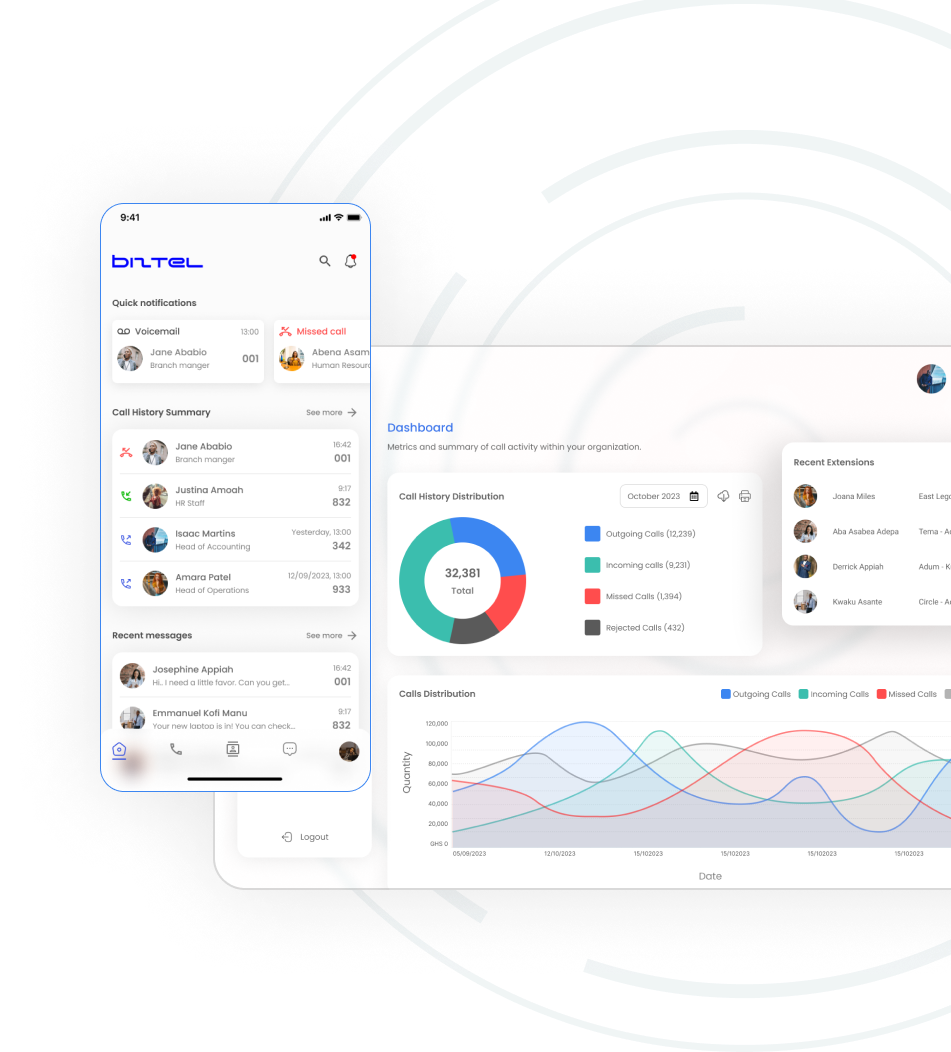 9:41
bizTeL
Quick notifications
Voicemail 13:00
Jane Ababio
Branch manger 001
Missed call
Abena Asam
Human Resour
Call History Summary See more
Jane Ababio 16:42
Branch manger 001
Justina Amoah 9:17
HR Staff 832
Isaac Martins Yesterday, 13:00
Head of Accounting 342
Amara Patel 12/09/2023, 13:00
Head of Operations 933
Recent messages See more
Josephine Appiah 16:42
Hi.. I need a little favor. Can you get... 001
Emmanuel Kofi Manu 9:17
Your new laptop is in! You can check... 832
Logout
Dashboard
Metrics and summary of call activity within your organization.
Call History Distribution October 2023
32,381
Total
Outgoing Calls (12,239)
Incoming calls (9,231)
Missed Calls (1,394)
Rejected Calls (432)
Recent Extensions
Joana Miles East Lego
Aba Asabea Adepa Tema - Ac
Derrick Appiah Adum - K
Kwaku Asante Circle - Ac
Calls Distribution Outgoing Calls Incoming Calls Missed Calls
Quantity
120,000
100,000
80,000
60,000
40,000
20,000
GHS 0
05/09/2023 12/10/2023 15/102023 15/102023 15/102023 15/102023
Date